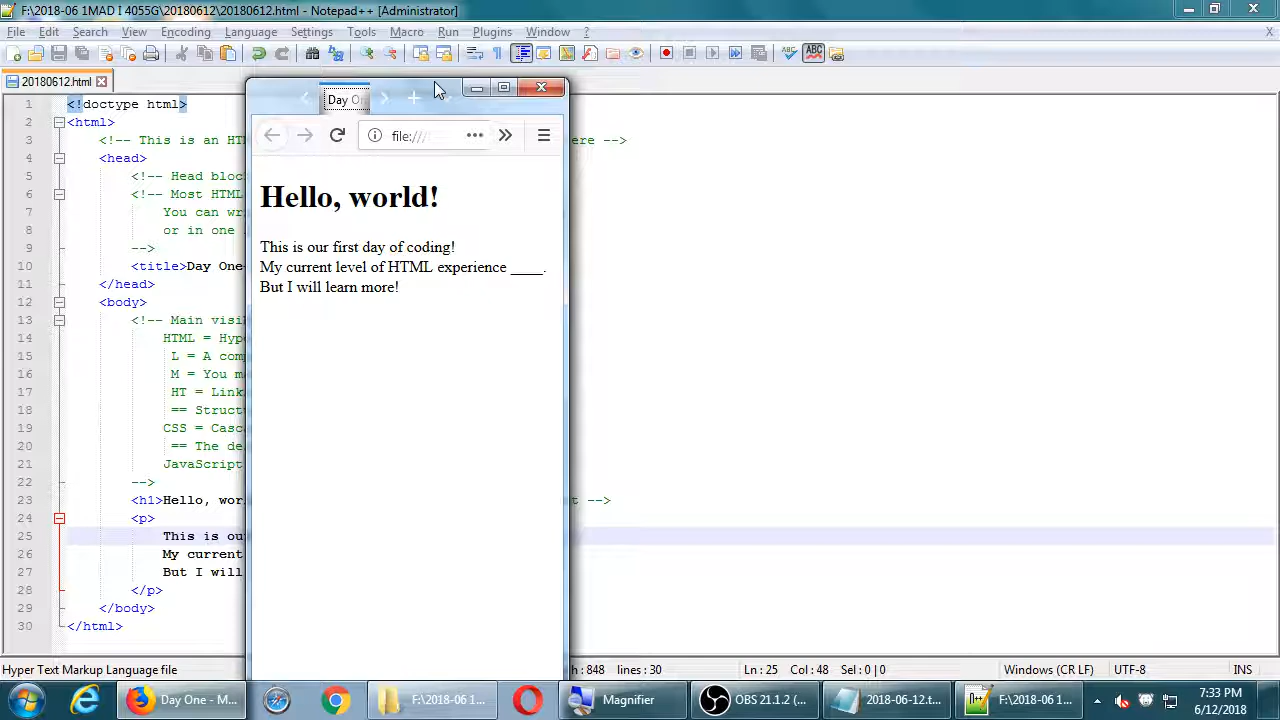 F:\2018-06 1MAD I 4055G\20180612\20180612.html - Notepad++ [Administrator]
File Edit Search View Encoding Language Settings Tools Macro Run Plugins Window ? X
20180612.html
1 <!doctype html>
2 <html>
3 <!-- This is an HT ere -->
4 <head>
5 <!-- Head bloc
6 <!-- Most HTML
7 You can wr
8 or in one
9 -->
10 <title>Day One
11 </head>
12 <body>
13 <!-- Main visi
14 HTML = Hyp
15 L = A com
16 M = You m
17 HT = Link
18 == Struct
19 CSS = Casc
20 == The de
21 JavaScript
22 -->
23 <h1>Hello, wor t -->
24 <p>
25 This is ou
26 My current
27 But I will
28 </p>
29 </body>
30 </html>
Day O
file:///
Hello, world!
This is our first day of coding!
My current level of HTML experience ____.
But I will learn more!
Hyper Text Markup Language file h : 848 lines : 30 Ln : 25 Col : 48 Sel : 0 | 0 Windows (CR LF) UTF-8 INS
Day One - M... F:\2018-06 1... Magnifier OBS 21.1.2 (... 2018-06-12.t... F:\2018-06 1... 7:33 PM
6/12/2018